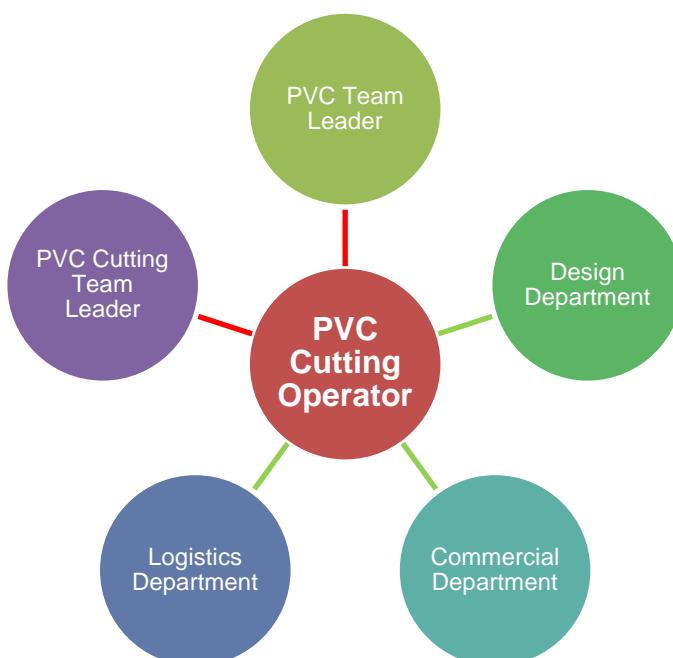 PVC Team
Leader
PVC Cutting
Team
Leader
Design
Department
PVC
Cutting
Operator
Logistics
Department
Commercial
Department